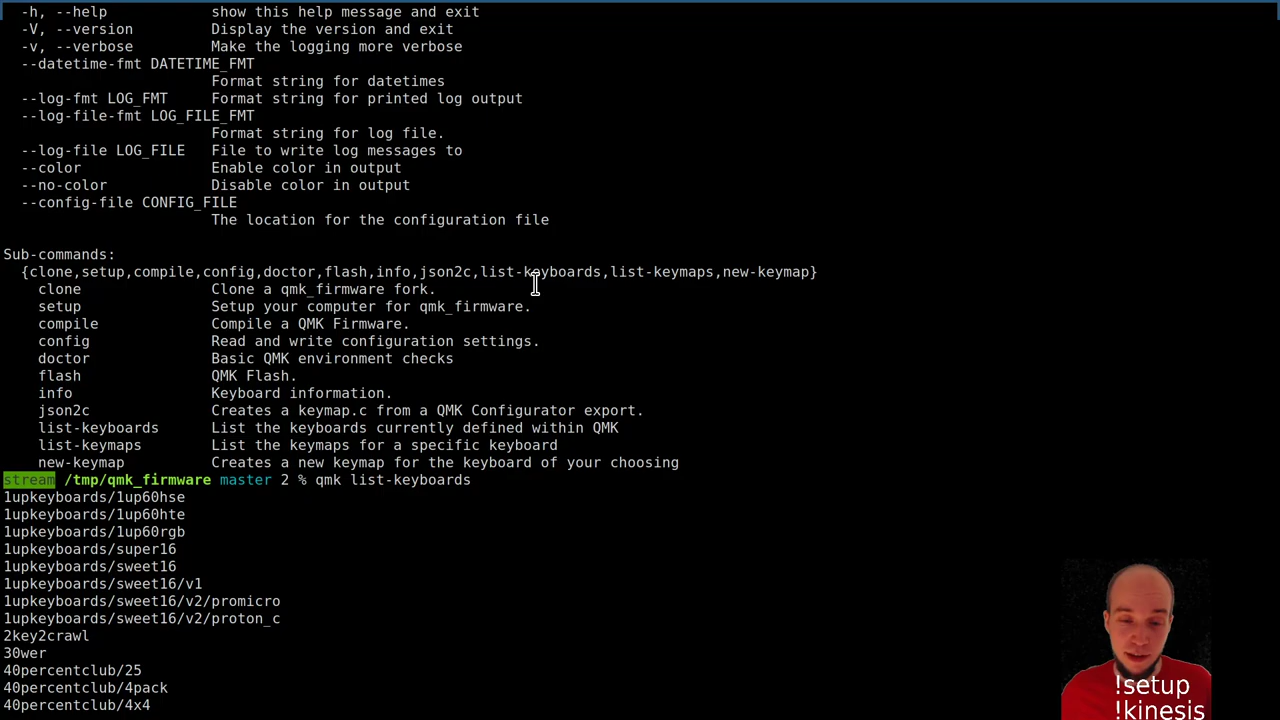 -h, --help            show this help message and exit
-V, --version         Display the version and exit
-v, --verbose         Make the logging more verbose
--datetime-fmt DATETIME_FMT
Format string for datetimes
--log-fmt LOG_FMT     Format string for printed log output
--log-file-fmt LOG_FILE_FMT
Format string for log file.
--log-file LOG_FILE   File to write log messages to
--color               Enable color in output
--no-color            Disable color in output
--config-file CONFIG_FILE
The location for the configuration file
Sub-commands:
{clone,setup,compile,config,doctor,flash,info,json2c,list-keyboards,list-keymaps,new-keymap}
clone               Clone a qmk_firmware fork.
setup               Setup your computer for qmk_firmware.
compile             Compile a QMK Firmware.
config              Read and write configuration settings.
doctor              Basic QMK environment checks
flash               QMK Flash.
info                Keyboard information.
json2c              Creates a keymap.c from a QMK Configurator export.
list-keyboards      List the keyboards currently defined within QMK
list-keymaps        List the keymaps for a specific keyboard
new-keymap          Creates a new keymap for the keyboard of your choosing
stream /tmp/qmk_firmware master 2 % qmk list-keyboards
1upkeyboards/1up60hse
1upkeyboards/1up60hte
1upkeyboards/1up60rgb
1upkeyboards/super16
1upkeyboards/sweet16
1upkeyboards/sweet16/v1
1upkeyboards/sweet16/v2/promicro
1upkeyboards/sweet16/v2/proton_c
2key2crawl
30wer
40percentclub/25
40percentclub/4pack
40percentclub/4x4
!setup
!kinesis